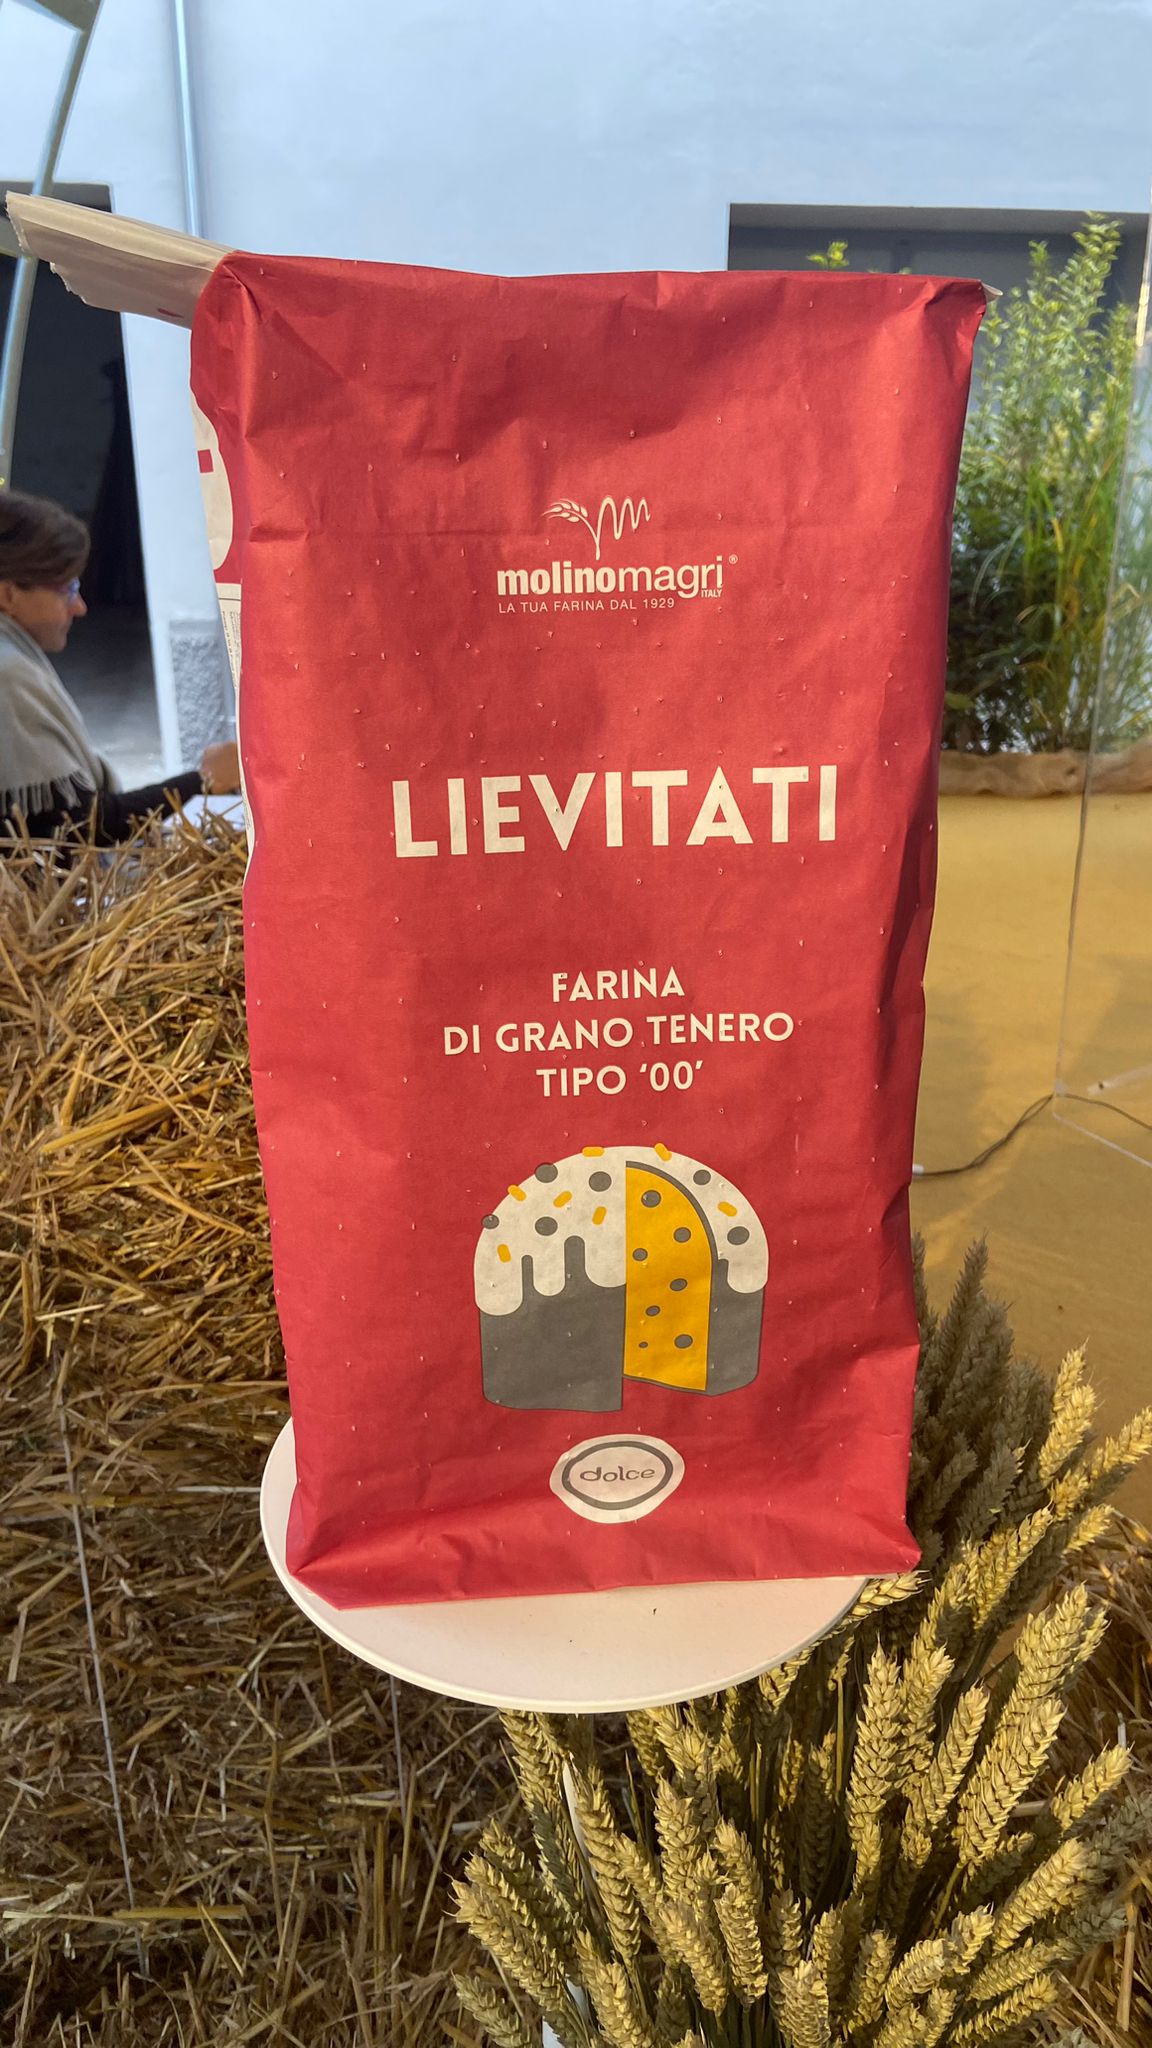 molinomagri®
ITALY
LA TUA FARINA DAL 1929
LIEVITATI
FARINA
DI GRANO TENERO
TIPO ‘00’
dolce